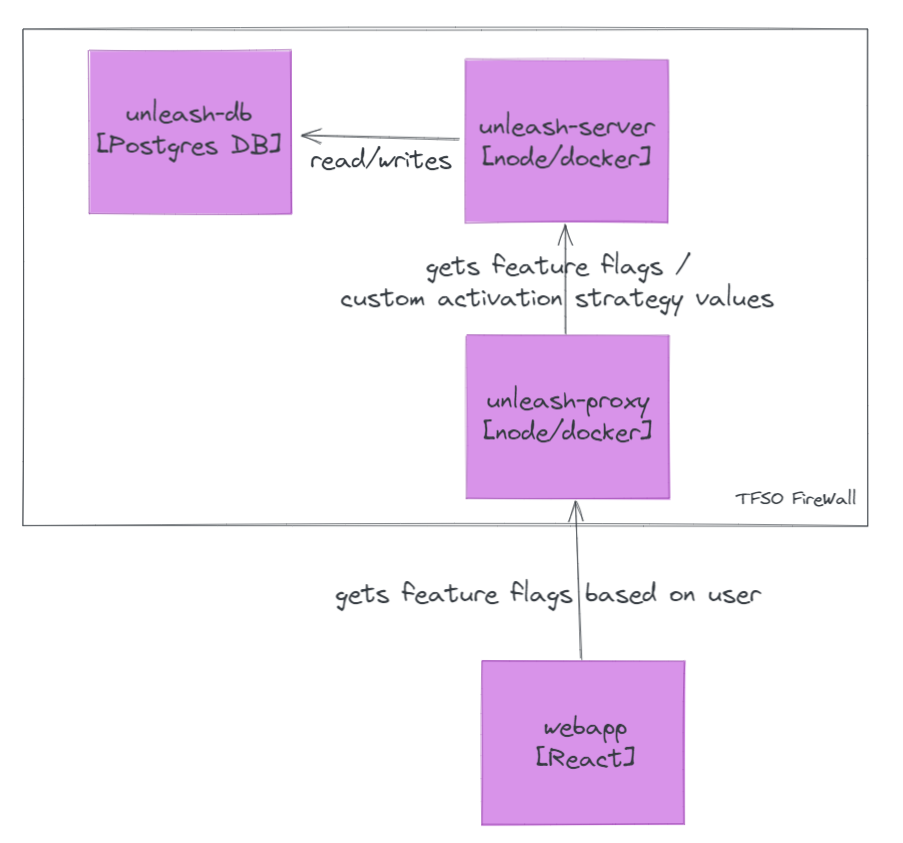 unleash-db
[Postgres DB]
unleash-server
[node/docker]
read/writes
gets feature flags /
custom activation strategy values
unleash-proxy
[node/docker]
TFSO FireWall
gets feature flags based on user
webapp
[React]